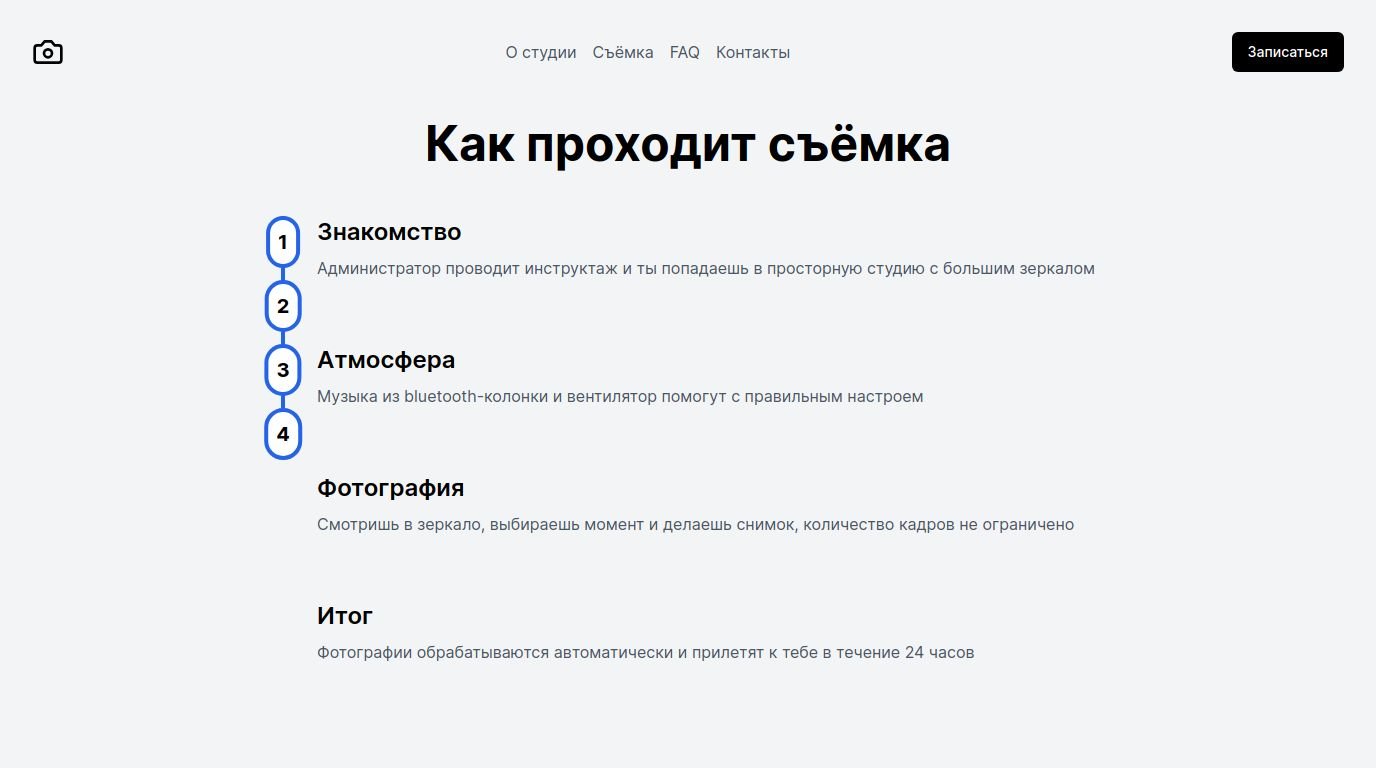 О студии Съёмка FAQ Контакты Записаться
Как проходит съёмка
1 Знакомство
Администратор проводит инструктаж и ты попадаешь в просторную студию с большим зеркалом
2
3 Атмосфера
Музыка из bluetooth-колонки и вентилятор помогут с правильным настроем
4
Фотография
Смотришь в зеркало, выбираешь момент и делаешь снимок, количество кадров не ограничено
Итог
Фотографии обрабатываются автоматически и прилетят к тебе в течение 24 часов